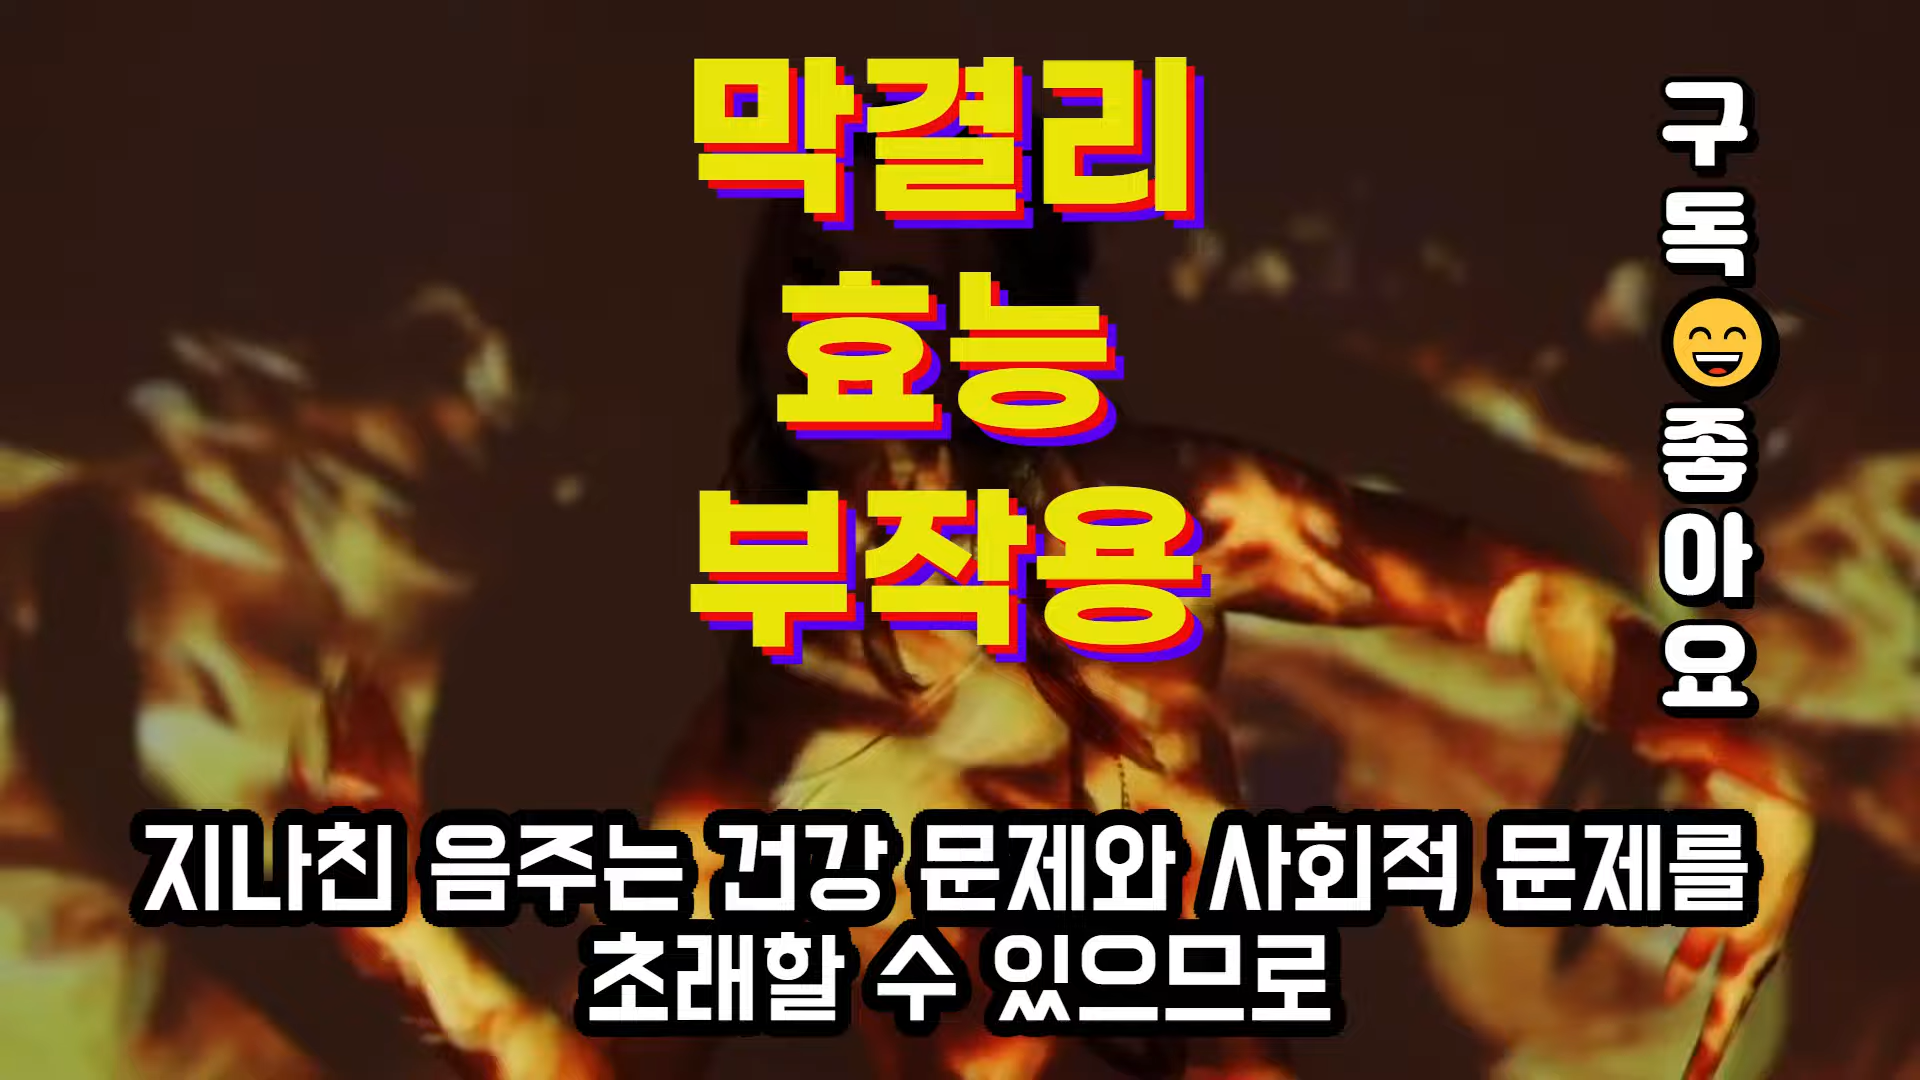 막걸리
효능
부작용
구독😄좋아요
지나친 음주는 건강 문제와 사회적 문제를
초래할 수 있으므로